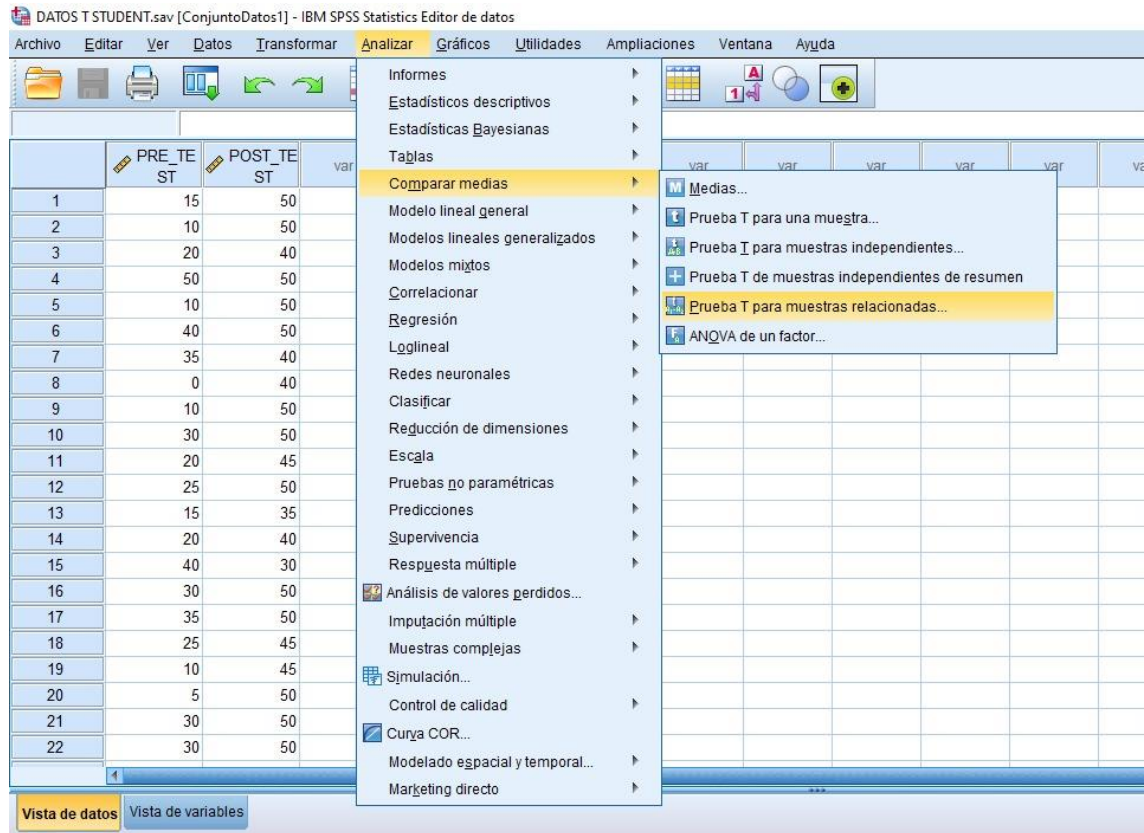 DATOS T STUDENT.sav [ConjuntoDatos1] - IBM SPSS Statistics Editor de datos
Archivo Editar Ver Datos Transformar Analizar Gráficos Utilidades Ampliaciones Ventana Ayuda
PRE_TEST POST_TEST var var var var var var
1 15 50
2 10 50
3 20 40
4 50 50
5 10 50
6 40 50
7 35 40
8 0 40
9 10 50
10 30 50
11 20 45
12 25 50
13 15 35
14 20 40
15 40 30
16 30 50
17 35 50
18 25 45
19 10 45
20 5 50
21 30 50
22 30 50
Informes
Estadísticos descriptivos
Estadísticas Bayesianas
Tablas
Comparar medias
Modelo lineal general
Modelos lineales generalizados
Modelos mixtos
Correlacionar
Regresión
Loglineal
Redes neuronales
Clasificar
Reducción de dimensiones
Escala
Pruebas no paramétricas
Predicciones
Supervivencia
Respuesta múltiple
Análisis de valores perdidos...
Imputación múltiple
Muestras complejas
Simulación...
Control de calidad
Curva COR...
Modelado espacial y temporal...
Marketing directo
Medias...
Prueba T para una muestra...
Prueba T para muestras independientes...
Prueba T de muestras independientes de resumen
Prueba T para muestras relacionadas...
ANOVA de un factor...
Vista de datos Vista de variables